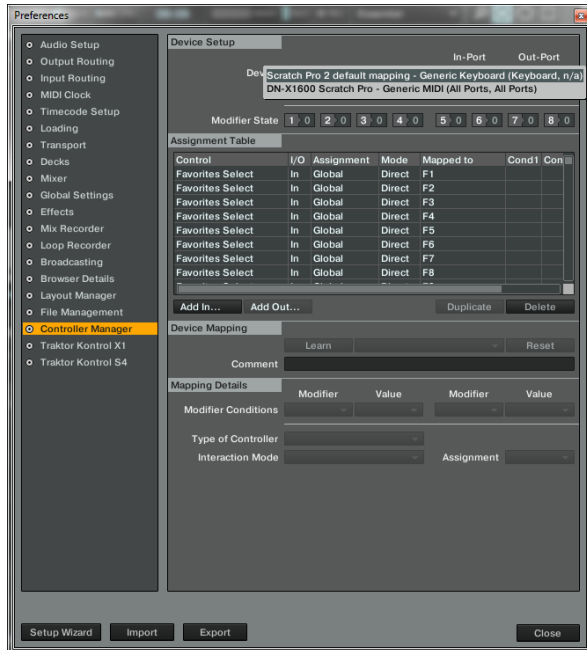 Preferences
Audio Setup
Output Routing
Input Routing
MIDI Clock
Timecode Setup
Loading
Transport
Decks
Mixer
Global Settings
Effects
Mix Recorder
Loop Recorder
Broadcasting
Browser Details
Layout Manager
File Management
Controller Manager
Traktor Kontrol X1
Traktor Kontrol S4
Device Setup
In-Port Out-Port
Scratch Pro 2 default mapping - Generic Keyboard (Keyboard, n/a)
DN-X1600 Scratch Pro - Generic MIDI (All Ports, All Ports)
Modifier State 1 0 2 0 3 0 4 0 5 0 6 0 7 0 8 0
Assignment Table
Control I/O Assignment Mode Mapped to Cond1 Con
Favorites Select In Global Direct F1
Favorites Select In Global Direct F2
Favorites Select In Global Direct F3
Favorites Select In Global Direct F4
Favorites Select In Global Direct F5
Favorites Select In Global Direct F6
Favorites Select In Global Direct F7
Favorites Select In Global Direct F8
Add In... Add Out... Duplicate Delete
Device Mapping
Learn Reset
Comment
Mapping Details
Modifier Value Modifier Value
Modifier Conditions
Type of Controller
Interaction Mode Assignment
Setup Wizard Import Export Close